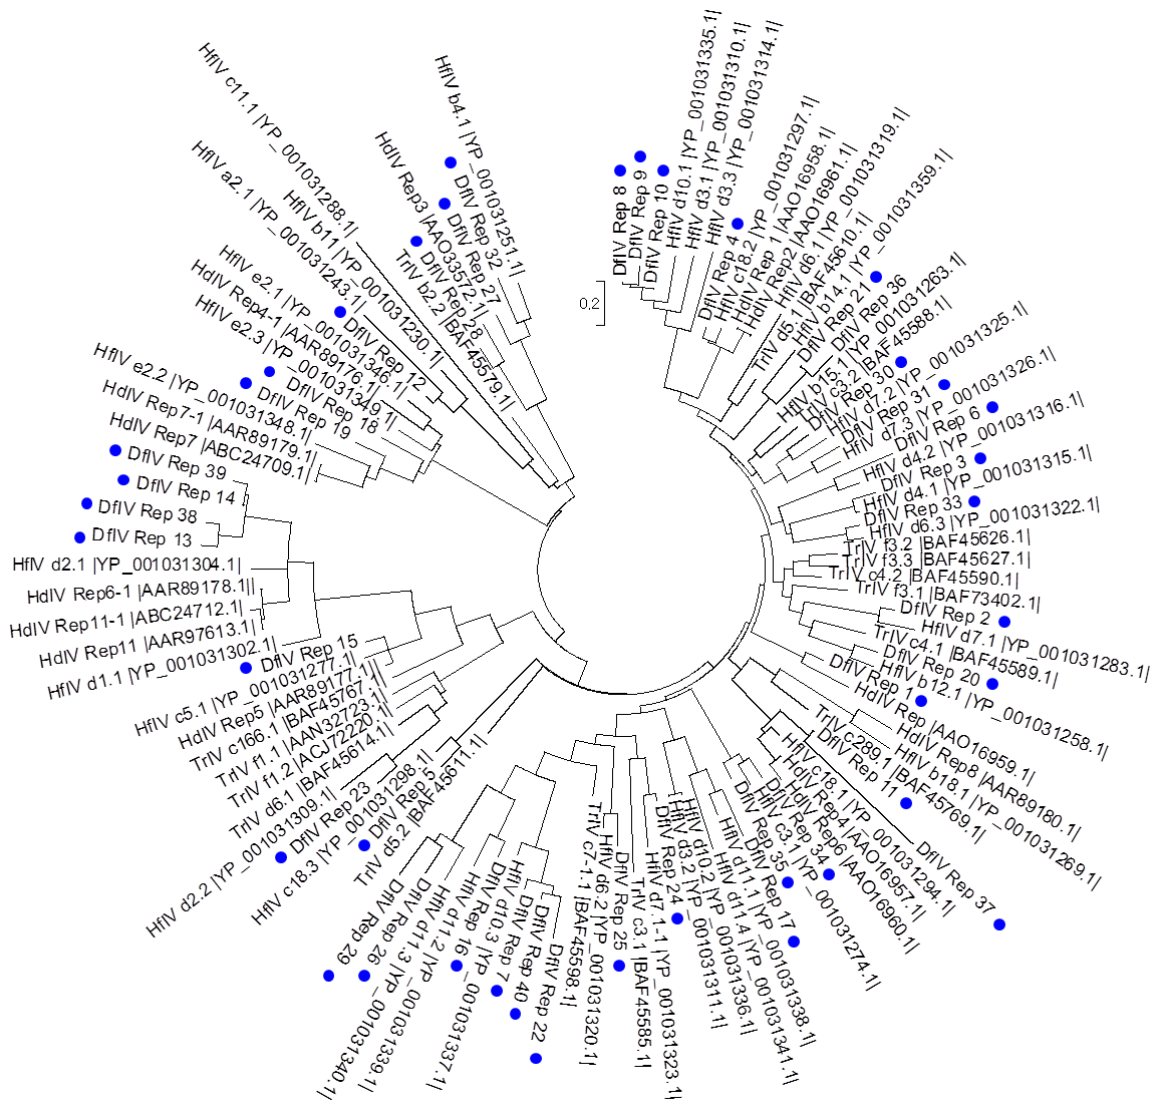 DfIV Rep 8
DfIV Rep 9
DfIV Rep 10
HfIV d10.1 |YP_001031335.1|
HfIV d3.1 |YP_001031310.1|
HfIV d3.3 |YP_001031314.1|
DfIV Rep 4
HfIV c18.2 |YP_001031297.1|
HdIV Rep 1 |AAO16958.1|
HdIV Rep2 |AAO16961.1|
HfIV d6.1 |YP_001031319.1|
TrIV d5.1 |BAF45610.1|
HfIV b14.1 |YP_001031359.1|
DfIV Rep 21
DfIV Rep 36
HfIV b15.1 |YP_001031263.1|
TrIV c3.2 |BAF45588.1|
DfIV Rep 30
HfIV d7.2 |YP_001031325.1|
DfIV Rep 31
HfIV d7.3 |YP_001031326.1|
DfIV Rep 6
HfIV d4.2 |YP_001031316.1|
DfIV Rep 3
HfIV d4.1 |YP_001031315.1|
DfIV Rep 33
HfIV d6.3 |YP_001031322.1|
TrIV f3.2 |BAF45626.1|
TrIV f3.3 |BAF45627.1|
TrIV c4.2 |BAF45590.1|
TrIV f3.1 |BAF73402.1|
DfIV Rep 2
HfIV d7.1 |YP_001031283.1|
TrIV c4.1 |BAF45589.1|
DfIV Rep 20
HfIV b12.1 |YP_001031258.1|
DfIV Rep 1
HdIV Rep |AAO16959.1|
HdIV Rep8 |AAR89180.1|
HfIV b18.1 |YP_001031269.1|
TrIV c289.1 |BAF45769.1|
DfIV Rep 11
DfIV Rep 37
HfIV c18.1 |YP_001031294.1|
HdIV Rep4 |AAO16957.1|
HdIV Rep6 |AAO16960.1|
DfIV Rep 34
HfIV c3.1 |YP_001031274.1|
DfIV Rep 35
DfIV Rep 17
HfIV d11.1 |YP_001031338.1|
HfIV d11.4 |YP_001031341.1|
HfIV d10.2 |YP_001031336.1|
HfIV d3.2 |YP_001031311.1|
DfIV Rep 24
HfIV d7.1-1 |YP_001031323.1|
TrIV c3.1 |BAF45585.1|
DfIV Rep 25
HfIV d6.2 |YP_001031320.1|
TrIV c7-1.1 |BAF45598.1|
DfIV Rep 22
DfIV Rep 40
DfIV Rep 7
HfIV d10.3 |YP_001031337.1|
DfIV Rep 16
HfIV d11.2 |YP_001031339.1|
HfIV d11.3 |YP_001031340.1|
DfIV Rep 26
DfIV Rep 29
TrIV d5.2 |BAF45611.1|
DfIV Rep 5
HfIV c18.3 |YP_001031298.1|
DfIV Rep 23
HfIV d2.2 |YP_001031309.1|
TrIV d6.1 |BAF45614.1|
TrIV f1.2 |ACJ72220.1|
TrIV f1.1 |AAN32723.1|
TrIV c166.1 |BAF45767.1|
HdIV Rep5 |AAR89177.1|
HfIV c5.1 |YP_001031277.1|
DfIV Rep 15
HfIV d1.1 |YP_001031302.1|
HdIV Rep11 |AAR97613.1|
HdIV Rep11-1 |ABC24712.1|
HdIV Rep6-1 |AAR89178.1||
HfIV d2.1 |YP_001031304.1|
DfIV Rep 13
DfIV Rep 38
DfIV Rep 14
DfIV Rep 39
HdIV Rep7 |ABC24709.1|
HdIV Rep7-1 |AAR89179.1|
HfIV e2.2 |YP_001031348.1|
DfIV Rep 19
DfIV Rep 18
HfIV e2.3 |YP_001031349.1|
HdIV Rep4-1 |AAR89176.1|
HfIV e2.1 |YP_001031346.1|
DfIV Rep 12
HfIV a2.1 |YP_001031243.1|
HfIV b11 |YP_001031230.1|
HfIV c11.1 |YP_001031288.1|
TrIV b2.2 |BAF45579.1|
DfIV Rep 28
HdIV Rep3 |AAO33572.1|
DfIV Rep 27
DfIV Rep 32
HfIV b4.1 |YP_0001031251.1|
0.2